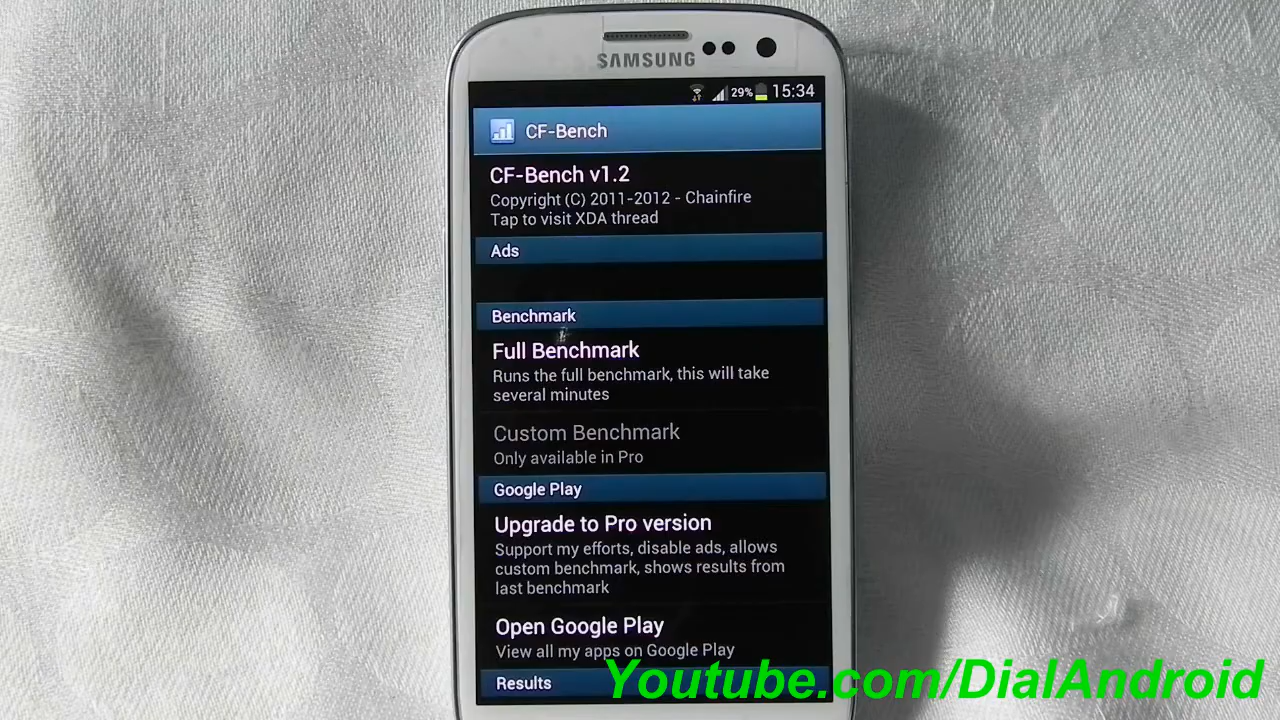 SAMSUNG
29% 15:34
CF-Bench
CF-Bench v1.2
Copyright (C) 2011-2012 - Chainfire
Tap to visit XDA thread
Ads
Benchmark
Full Benchmark
Runs the full benchmark, this will take
several minutes
Custom Benchmark
Only available in Pro
Google Play
Upgrade to Pro version
Support my efforts, disable ads, allows
custom benchmark, shows results from
last benchmark
Open Google Play
View all my apps on Google Play
Results
Youtube.com/DialAndroid